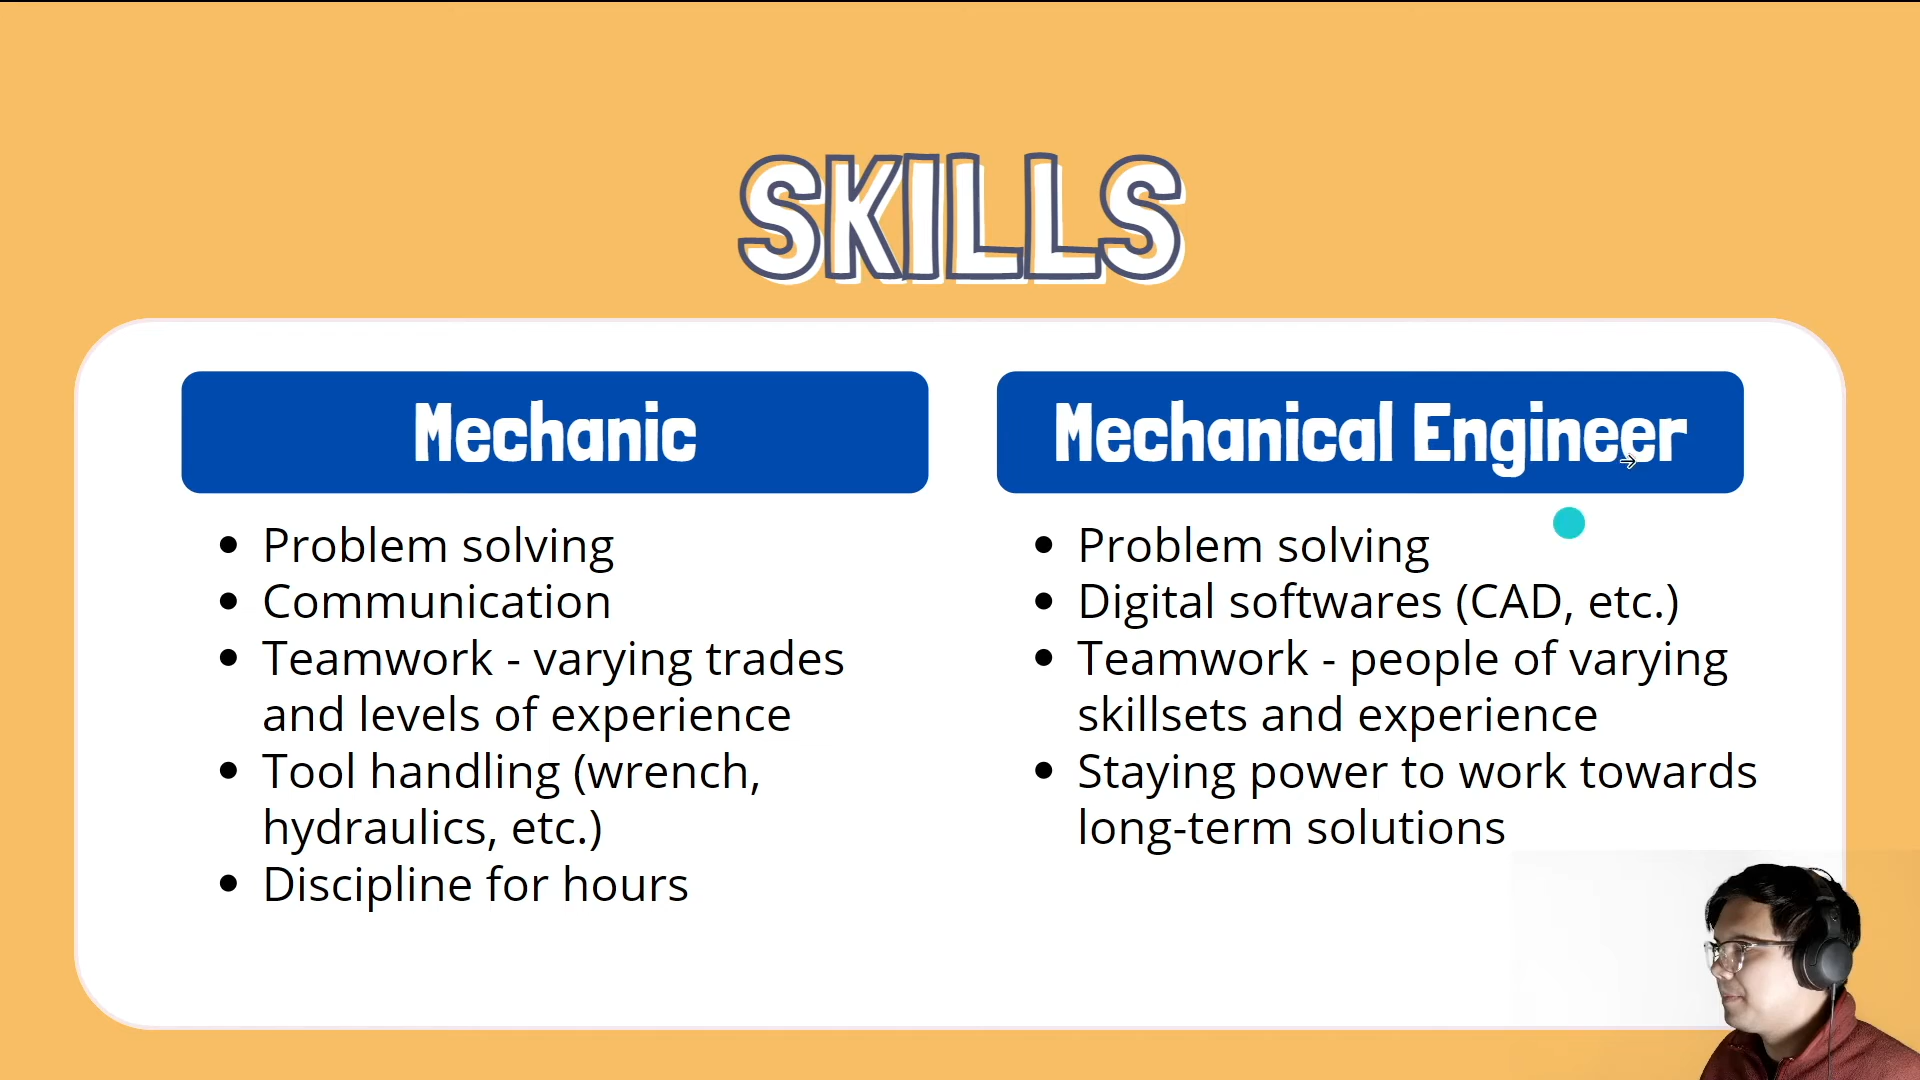 SKILLS
Mechanic
• Problem solving
• Communication
• Teamwork - varying trades
and levels of experience
• Tool handling (wrench,
hydraulics, etc.)
• Discipline for hours
Mechanical Engineer
• Problem solving
• Digital softwares (CAD, etc.)
• Teamwork - people of varying
skillsets and experience
• Staying power to work towards
long-term solutions